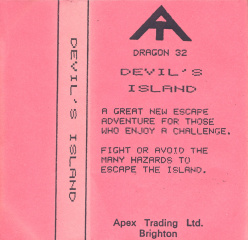 DEVIL'S ISLAND
DRAGON 32
DEVIL'S
ISLAND
A GREAT NEW ESCAPE
ADVENTURE FOR THOSE
WHO ENJOY A CHALLENGE.
FIGHT OR AVOID THE
MANY HAZARDS TO
ESCAPE THE ISLAND.
Apex Trading Ltd.
Brighton